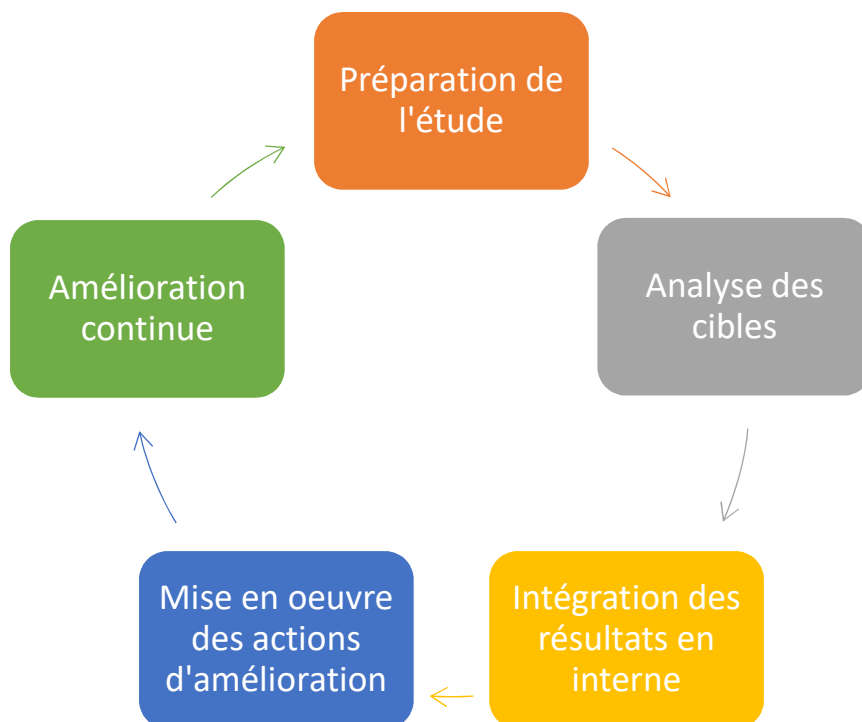 Préparation de
l'étude
Analyse des
cibles
Intégration des
résultats en
interne
Mise en oeuvre
des actions
d'amélioration
Amélioration
continue